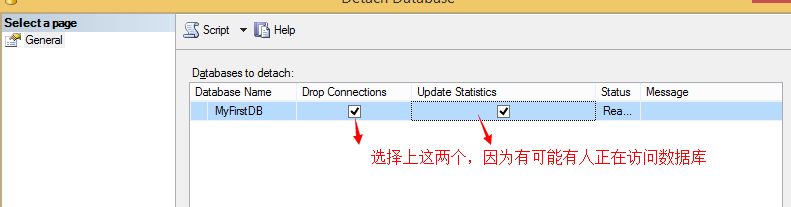 Detach Database
Select a page
General
Script
Help
Databases to detach:
Database Name Drop Connections Update Statistics Status Message
MyFirstDB Rea...
选择上这两个，因为有可能有人正在访问数据库